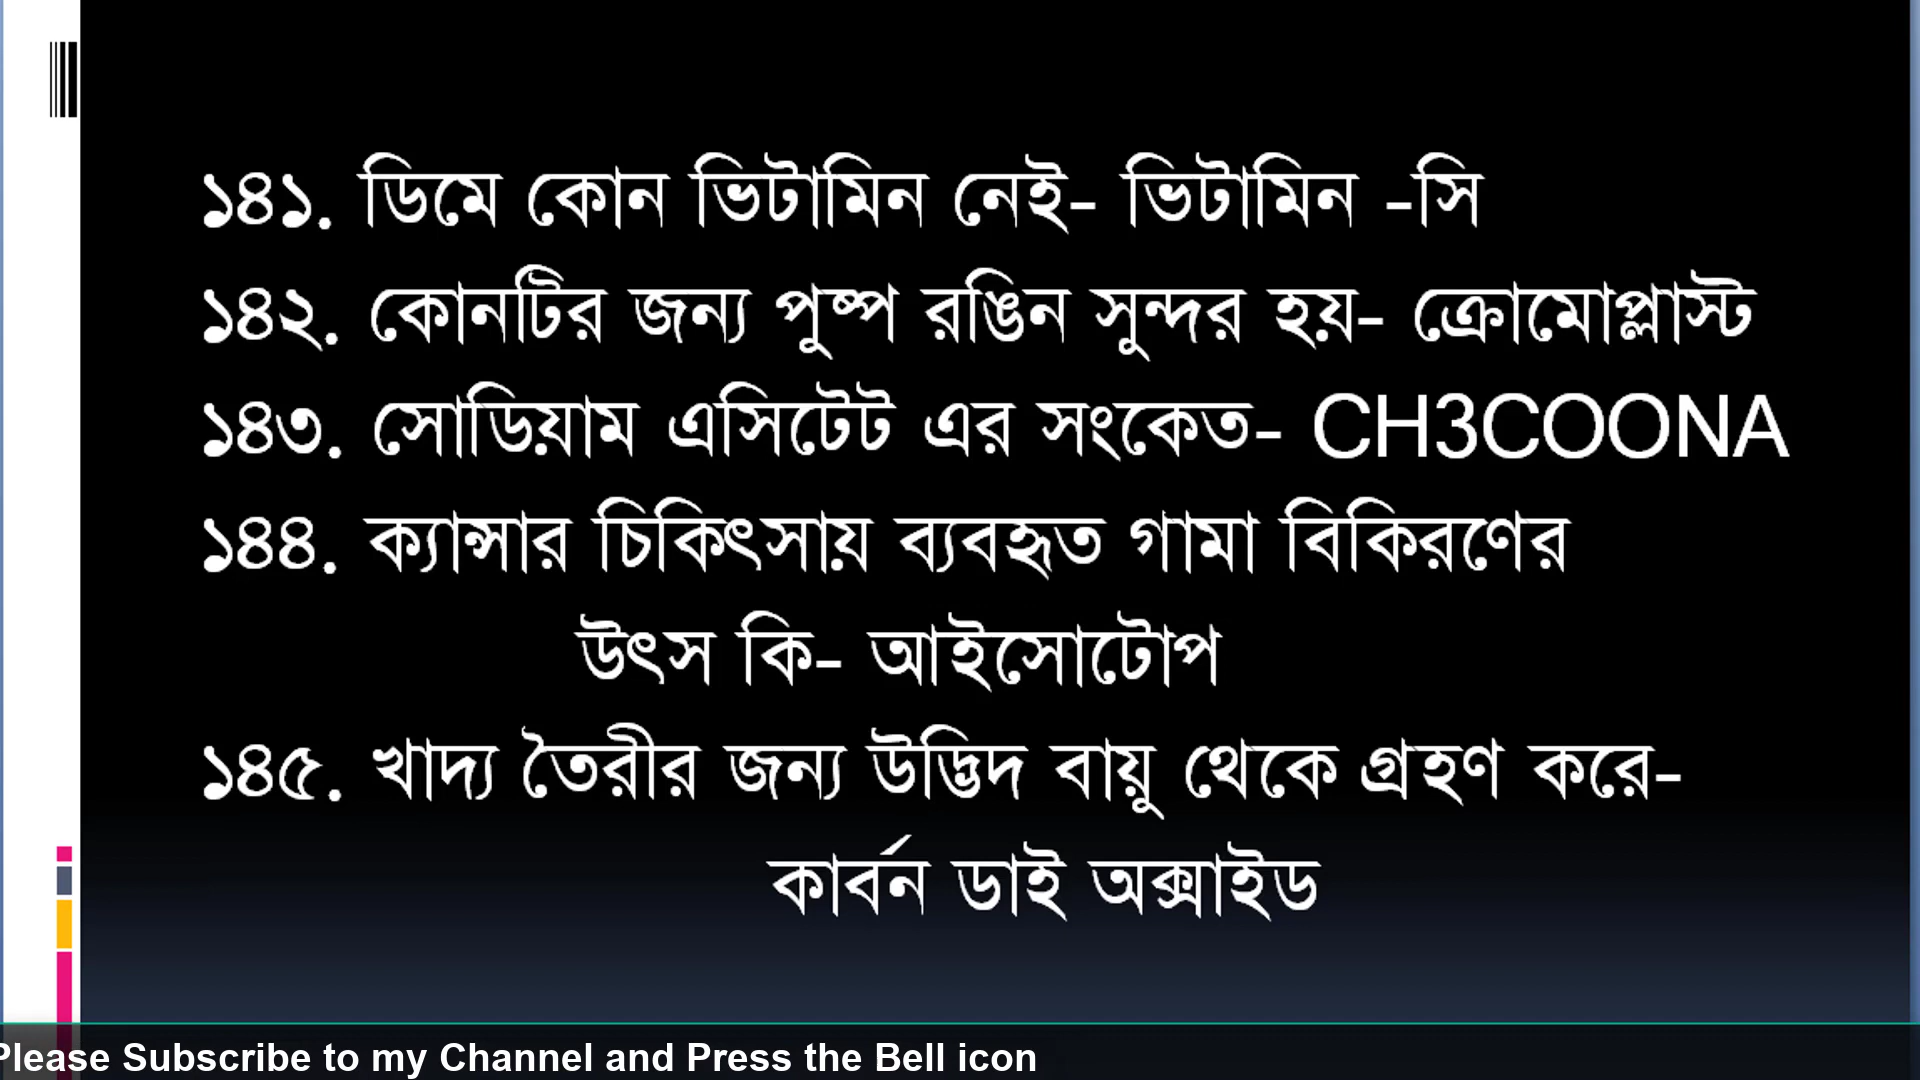 ১৪১. ডিমে কোন ভিটামিন নেই- ভিটামিন -সি
১৪২. কোনটির জন্য পুষ্প রঙিন সুন্দর হয়- ক্রোমোপ্লাস্ট
১৪৩. সোডিয়াম এসিটেট এর সংকেত- CH3COONA
১৪৪. ক্যান্সার চিকিৎসায় ব্যবহৃত গামা বিকিরণের
উৎস কি- আইসোটোপ
১৪৫. খাদ্য তৈরীর জন্য উদ্ভিদ বায়ু থেকে গ্রহণ করে-
কার্বন ডাই অক্সাইড
Please Subscribe to my Channel and Press the Bell icon